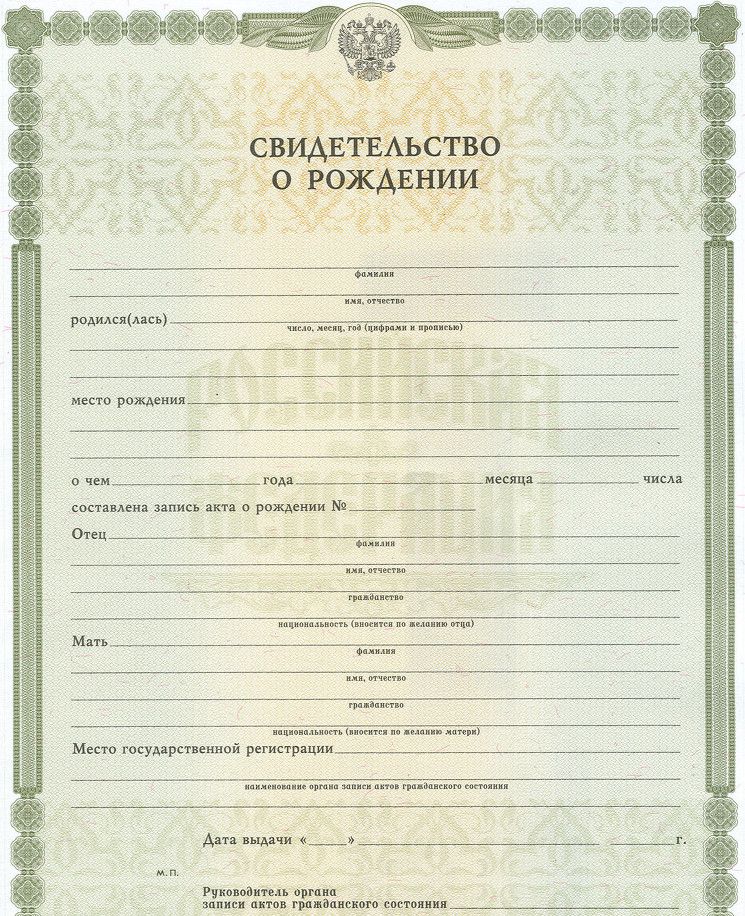 СВИДЕТЕЛЬСТВО
О РОЖДЕНИИ
фамилия
имя, отчество
родился(лась)
число, месяц, год (цифрами и прописью)
место рождения
о чем года месяца числа
составлена запись акта о рождении №
Отец
фамилия
имя, отчество
гражданство
национальность (вносится по желанию отца)
Мать
фамилия
имя, отчество
гражданство
национальность (вносится по желанию матери)
Место государственной регистрации
наименование органа записи актов гражданского состояния
Дата выдачи «____» г.
М.П.
Руководитель органа
записи актов гражданского состояния
РОССИЙСКАЯ
ФЕДЕРАЦИЯ